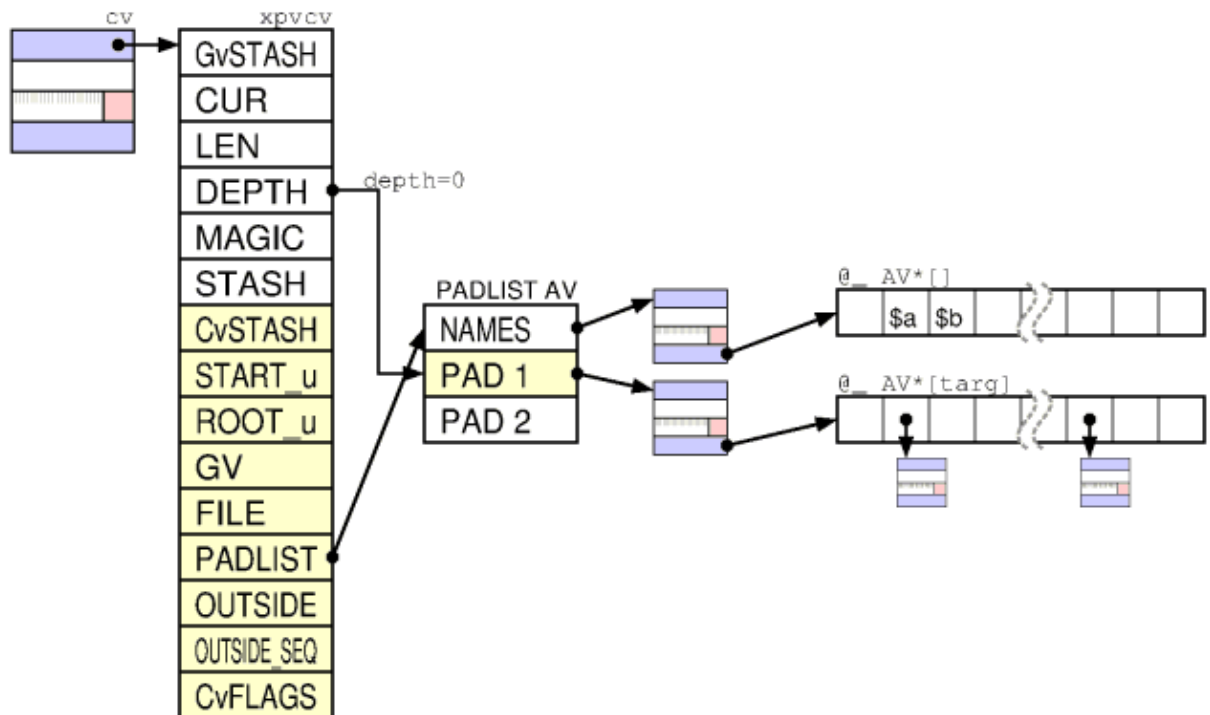 cv
xpvcv
GvSTASH
CUR
LEN
DEPTH
depth=0
MAGIC
STASH
CvSTASH
START_u
ROOT_u
GV
FILE
PADLIST
OUTSIDE
OUTSIDE_SEQ
CvFLAGS
PADLIST AV
NAMES
PAD 1
PAD 2
@_ AV*[]
$a $b
@_ AV*[targ]